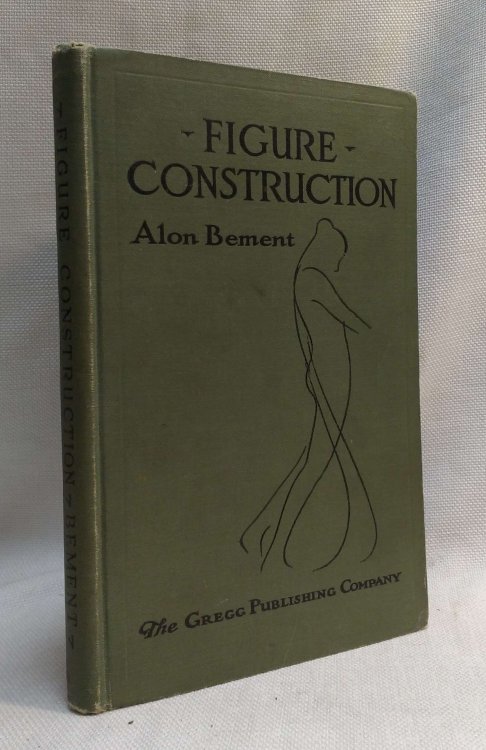 - FIGURE -
CONSTRUCTION
Alon Bement
The Gregg Publishing Company
FIGURE CONSTRUCTION - BEMENT